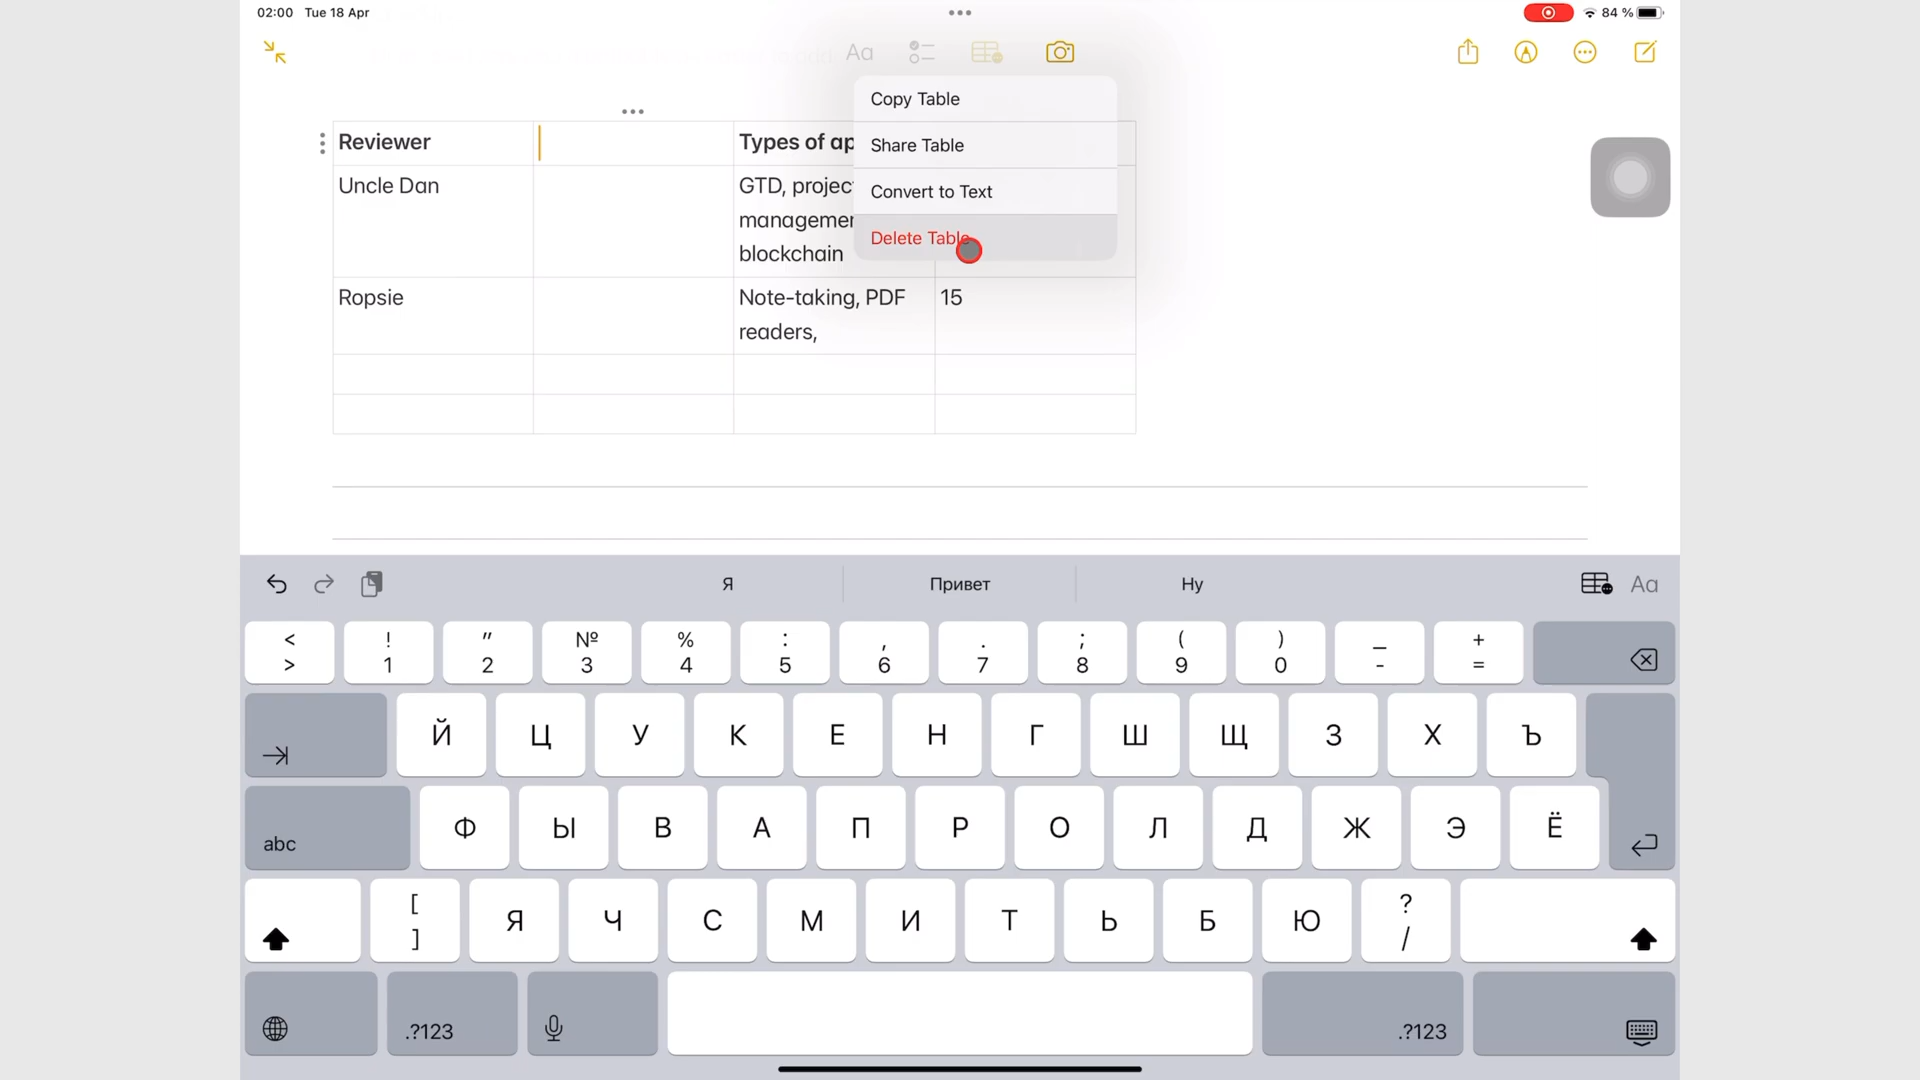 02:00 Tue 18 Apr
84 %
Aa
Copy Table
Share Table
Convert to Text
Delete Table
Reviewer
Types of ap
Uncle Dan
GTD, projec
managemen
blockchain
Ropsie
Note-taking, PDF
readers,
15
Я
Привет
Ну
Aa
< ! " № % : , . ; ( ) _ +
> 1 2 3 4 5 6 7 8 9 0 - =
Й Ц У К Е Н Г Ш Щ З Х Ъ
abc Ф Ы В А П Р О Л Д Ж Э Ё
[ ?
] Я Ч С М И Т Ь Б Ю /
.?123 .?123